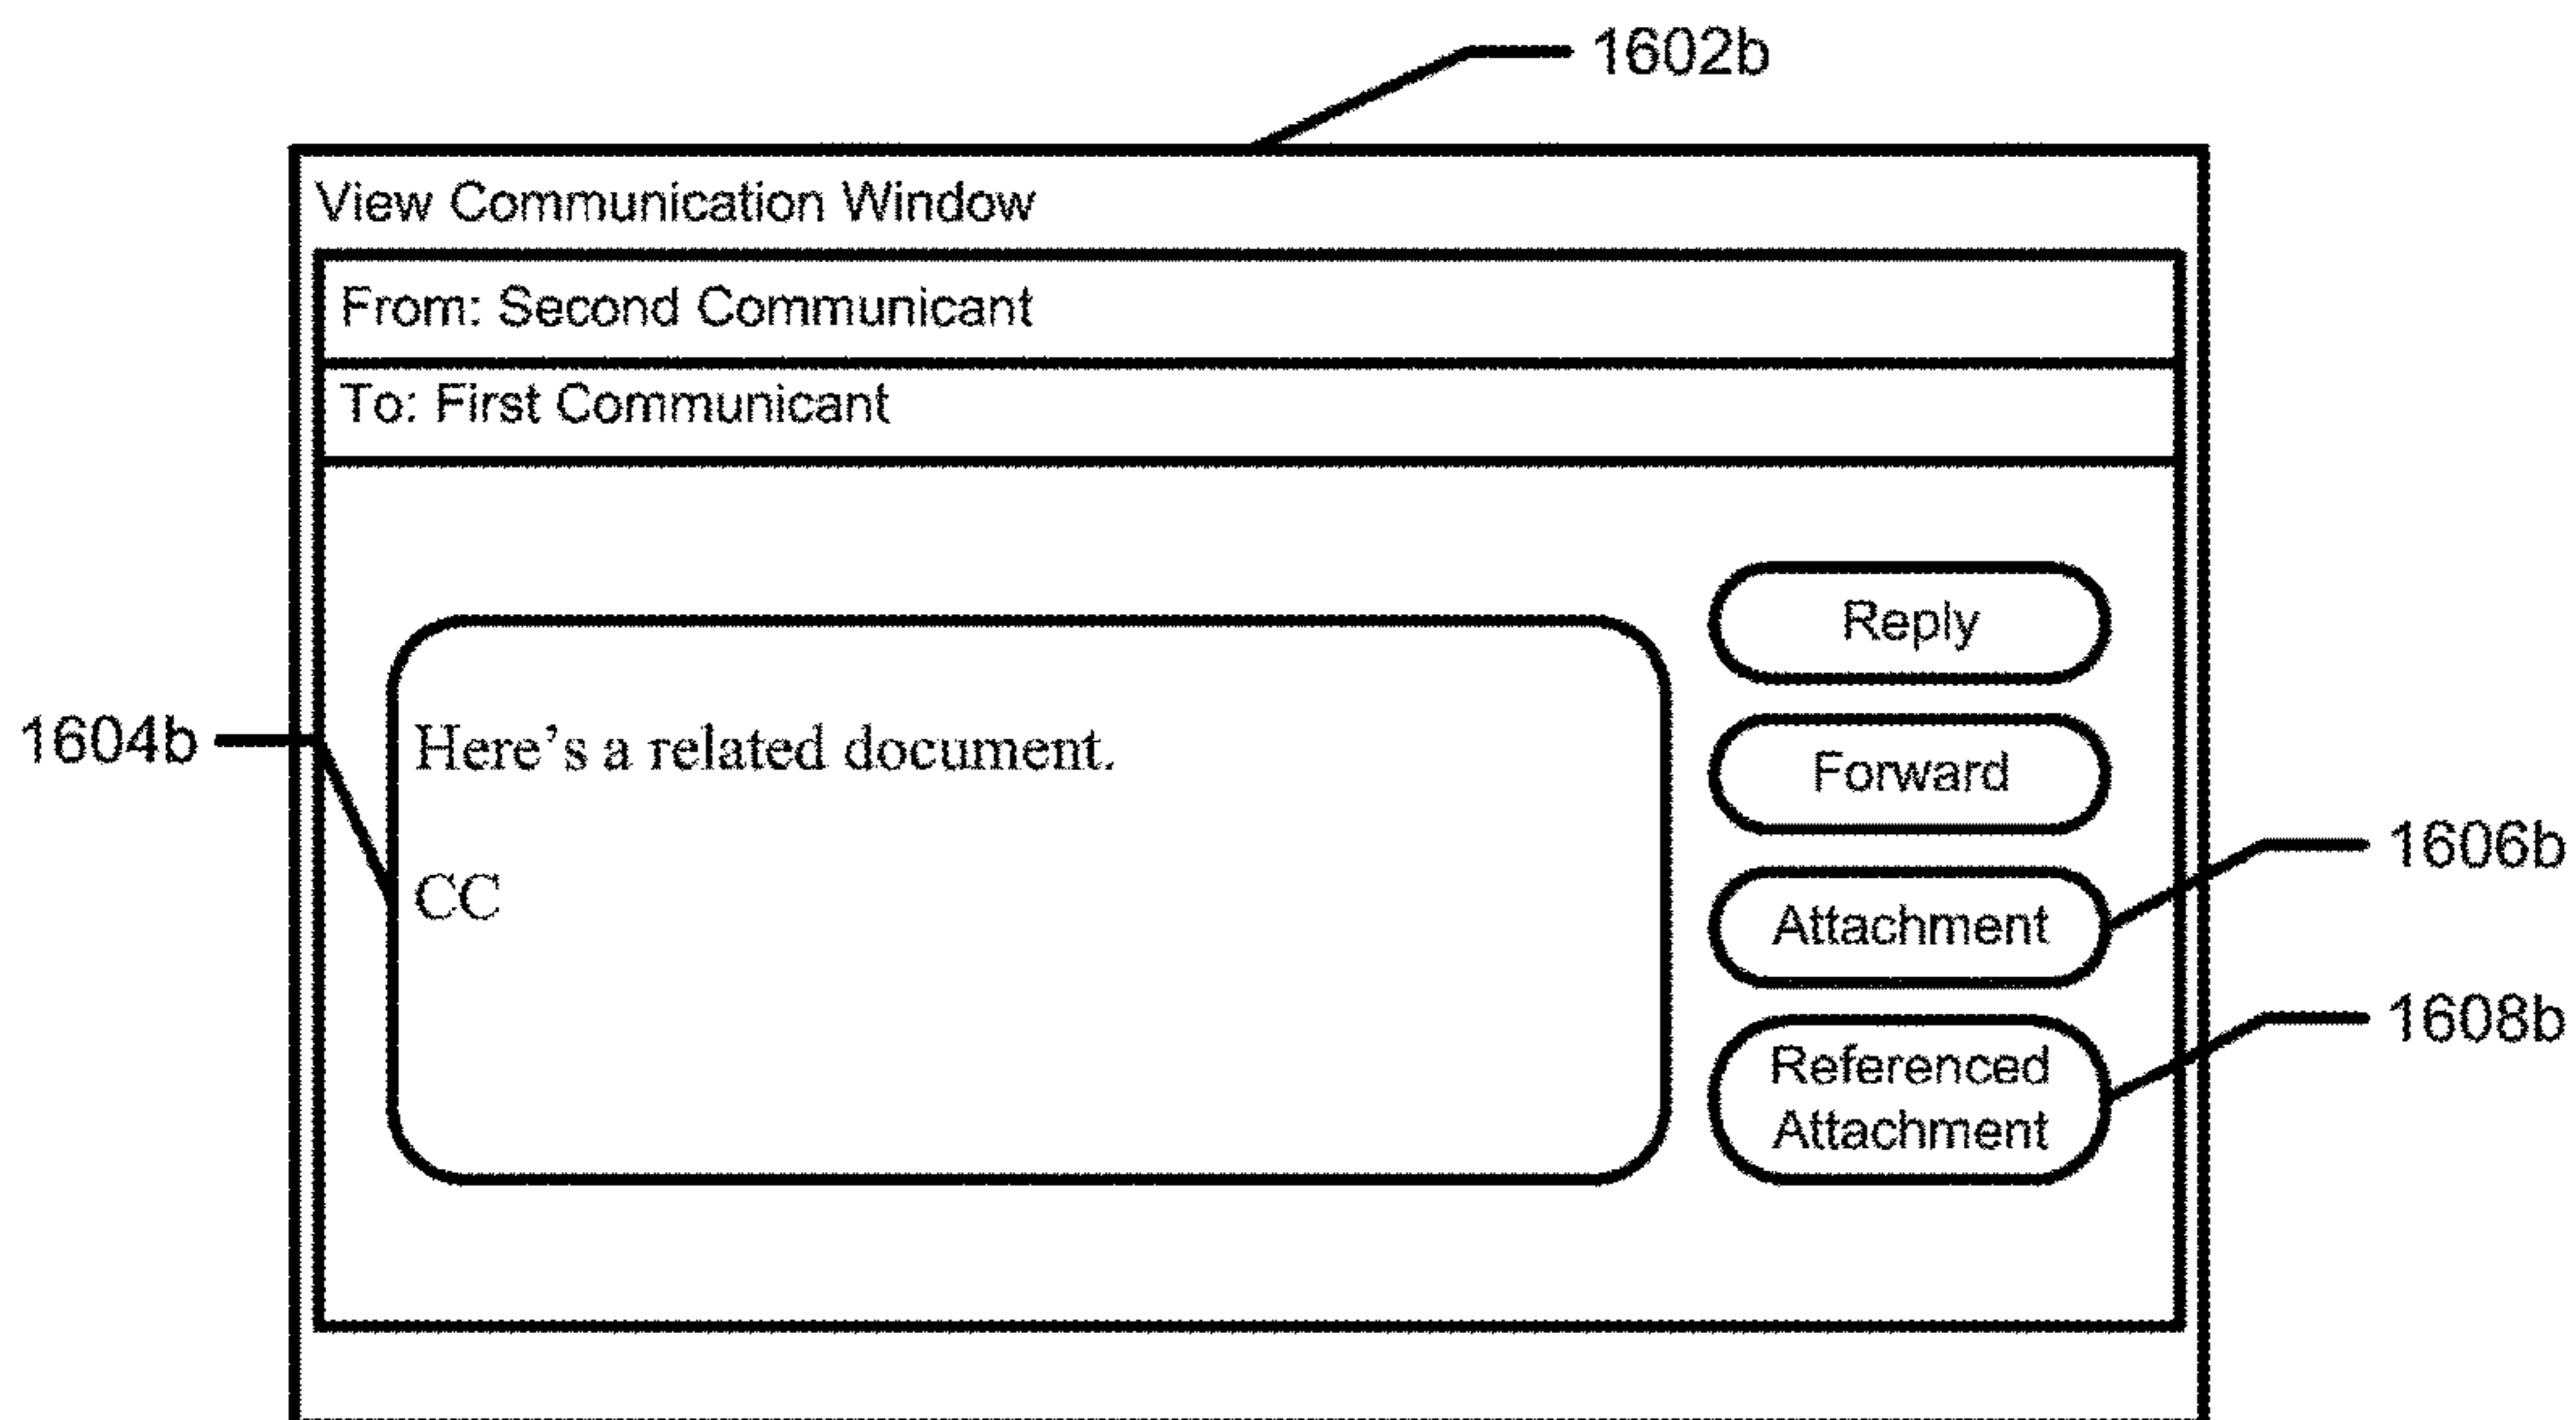 1602b
View Communication Window
From: Second Communicant
To: First Communicant
Reply
1604b
Here’s a related document.
Forward
CC
Attachment
1606b
Referenced
Attachment
1608b